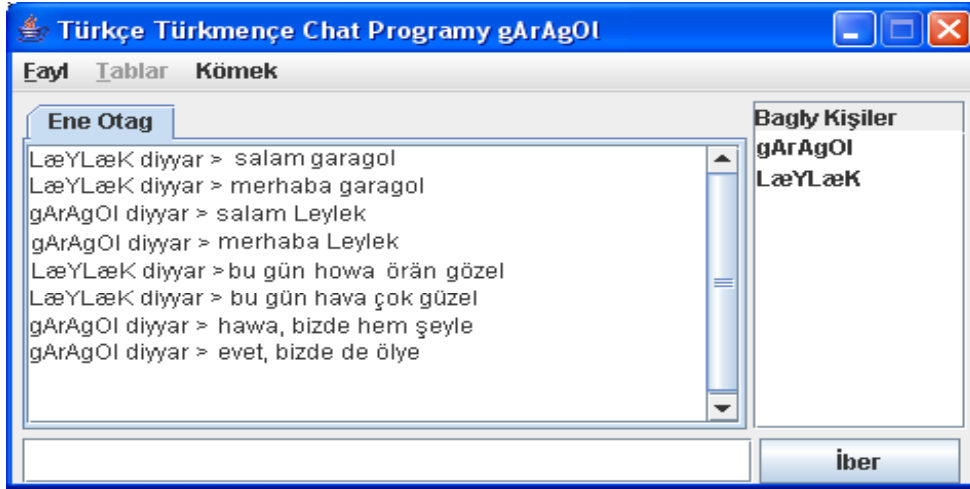 Türkçe Türkmençe Chat Programy gArAgOl
Fayl Tablar Kömek
Ene Otag
LæYLæK diyyar > salam garagol
LæYLæK diyyar > merhaba garagol
gArAgOl diyyar > salam Leylek
gArAgOl diyyar > merhaba Leylek
LæYLæK diyyar >bu gün howa örän gözel
LæYLæK diyyar > bu gün hava çok güzel
gArAgOl diyyar > hawa, bizde hem şeyle
gArAgOl diyyar > evet, bizde de ölye
Bagly Kişiler
gArAgOl
LæYLæK
İber